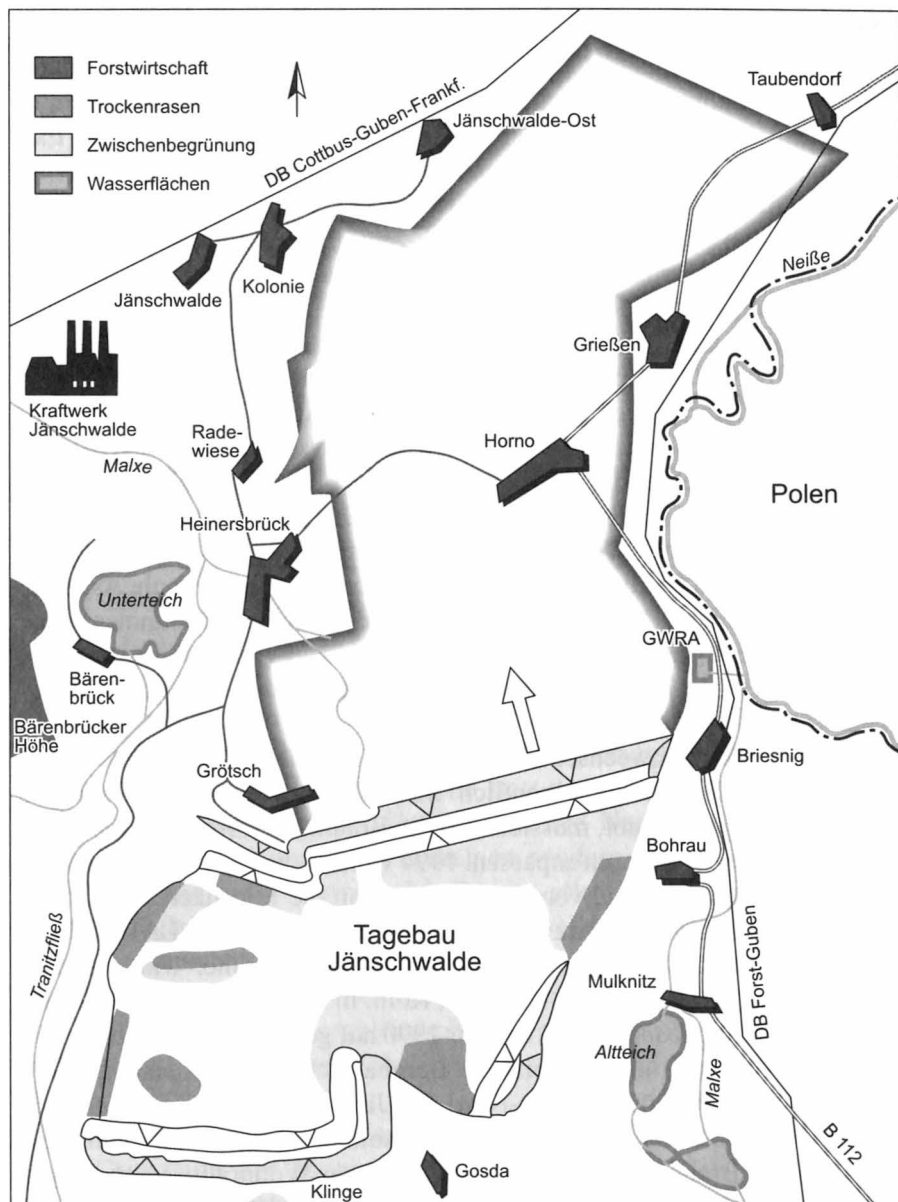 Forstwirtschaft
Trockenrasen
Zwischenbegrünung
Wasserflächen
DB Cottbus-Guben-Frankf.
Taubendorf
Jänschwalde-Ost
Kolonie
Jänschwalde
Neiße
Grießen
Kraftwerk
Jänschwalde
Rade-
wiese
Horno
Malxe
Polen
Heinersbrück
Unterteich
GWRA
Bären-
brück
Bärenbrücker
Höhe
Briesnig
Grötsch
Bohrau
Tagebau
Jänschwalde
Tranitzfließ
DB Forst-Guben
Mulknitz
Altteich
Malxe
B 112
Gosda
Klinge